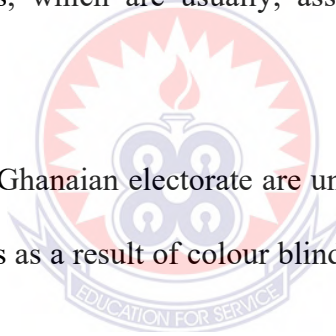 which are usually,
Ghanaian electorate are
as a result of colour
EDUCATION FOR SERVICE